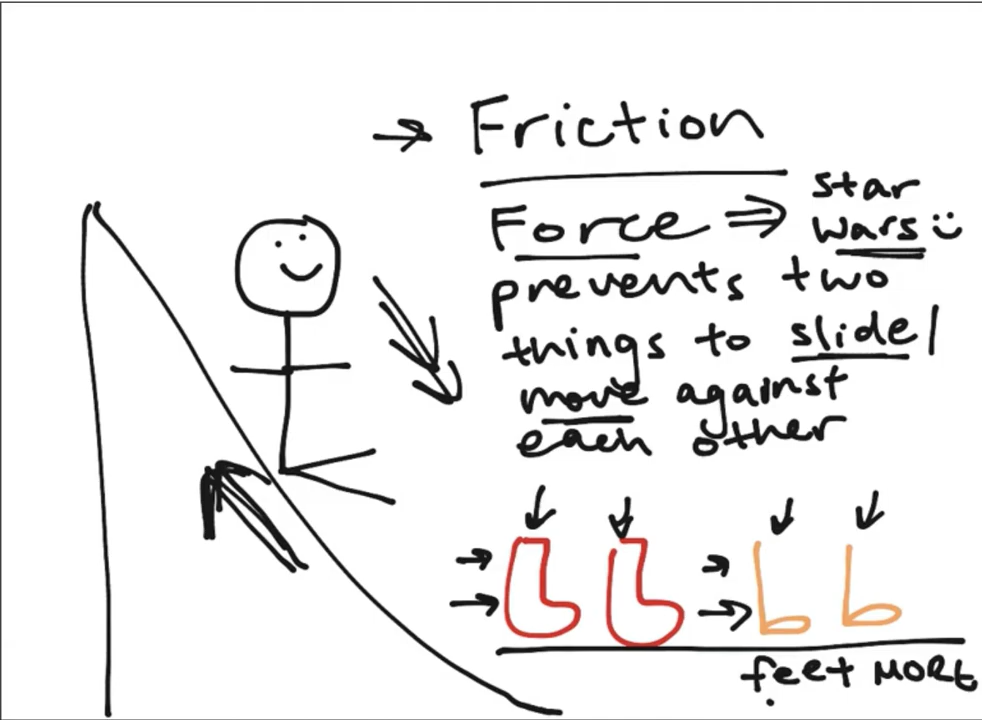 → Friction
Force ⇒ star wars :)
prevents two
things to slide/
move against
each other
feet MORE